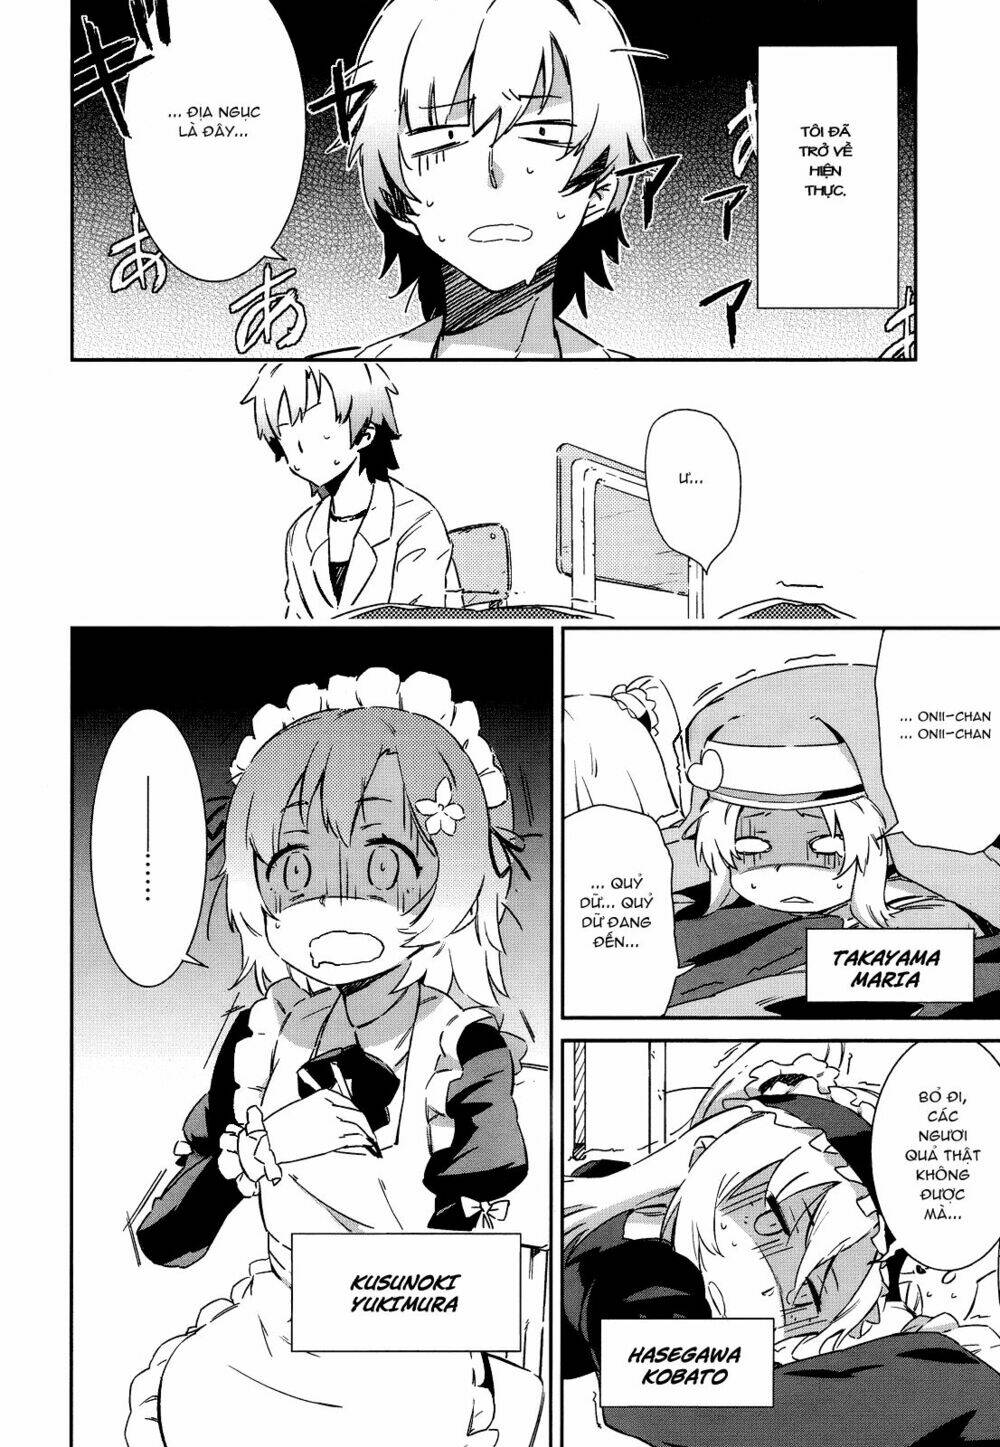 TÔI ĐÃ
TRỞ VỀ
HIỆN
THỰC.
... ĐỊA NGỤC
LÀ ĐÂY...
Ư...
... ONII-CHAN
... ONII-CHAN
... QUỶ
DỮ... QUỶ
DỮ ĐANG
ĐẾN...
TAKAYAMA
MARIA
.........
KUSUNOKI
YUKIMURA
BỎ ĐI,
CÁC
NGƯƠI
QUẢ THẬT
KHÔNG
ĐƯỢC
MÀ...
HASEGAWA
KOBATO